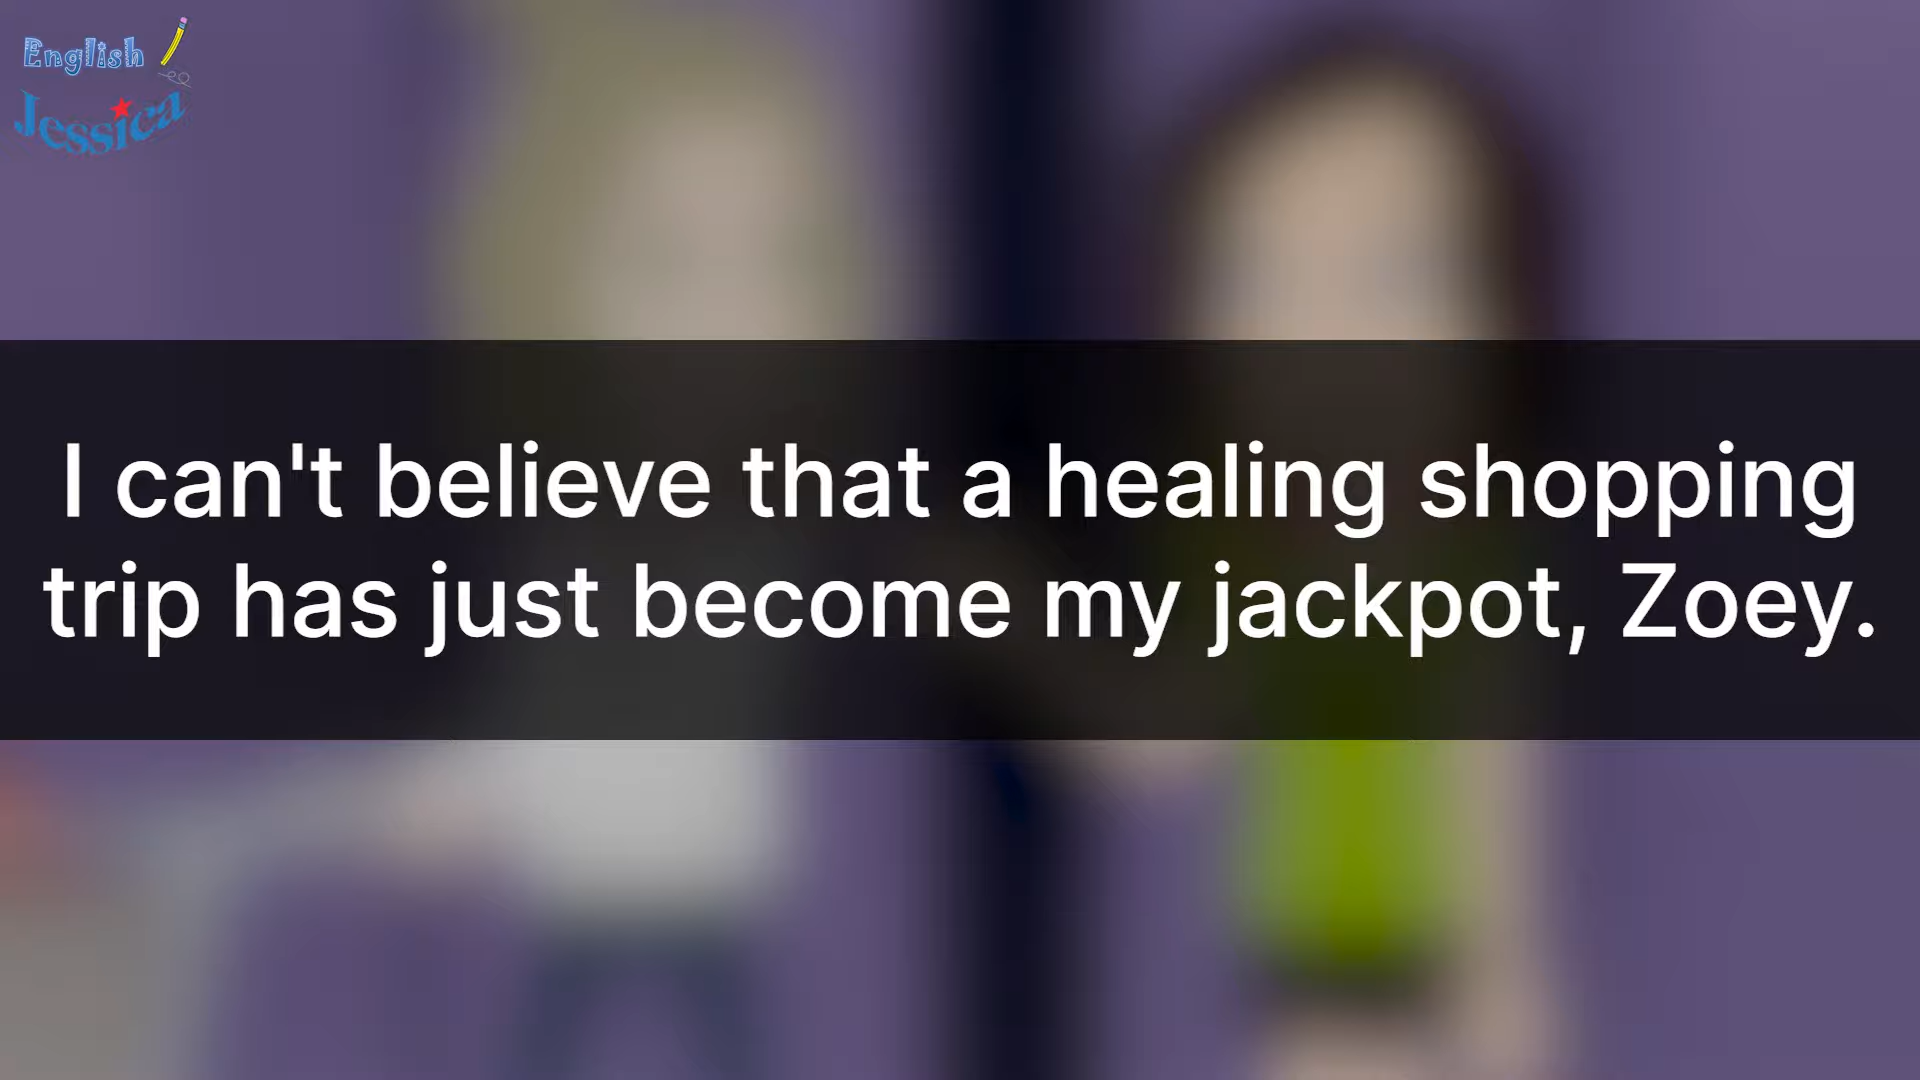 English
Jessica
I can't believe that a healing shopping
trip has just become my jackpot, Zoey.